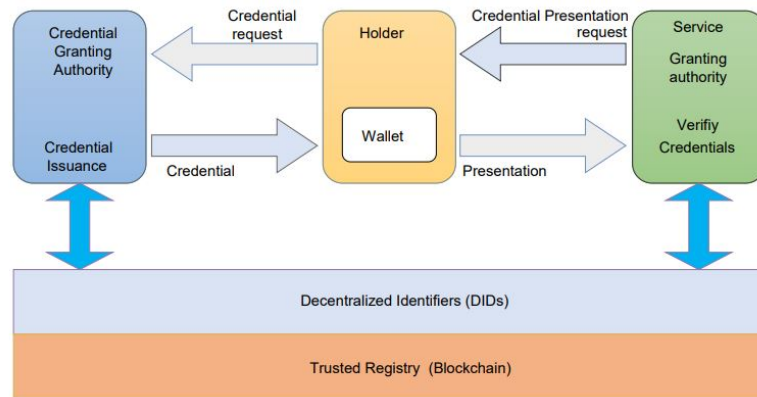 Credential
Granting
Authority
Credential
Issuance
Credential
request
Credential
Holder
Wallet
Credential Presentation
request
Presentation
Service
Granting
authority
Verifiy
Credentials
Decentralized Identifiers (DIDs)
Trusted Registry  (Blockchain)